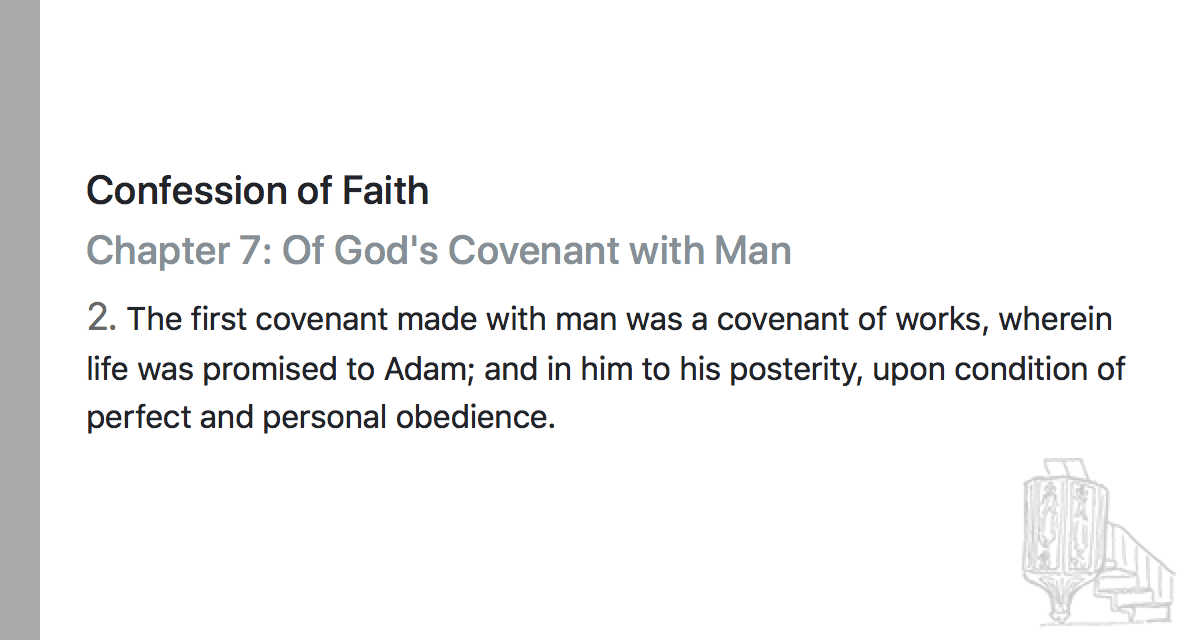 Confession of Faith
Chapter 7: Of God's Covenant with Man
2. The first covenant made with man was a covenant of works, wherein
life was promised to Adam; and in him to his posterity, upon condition of
perfect and personal obedience.